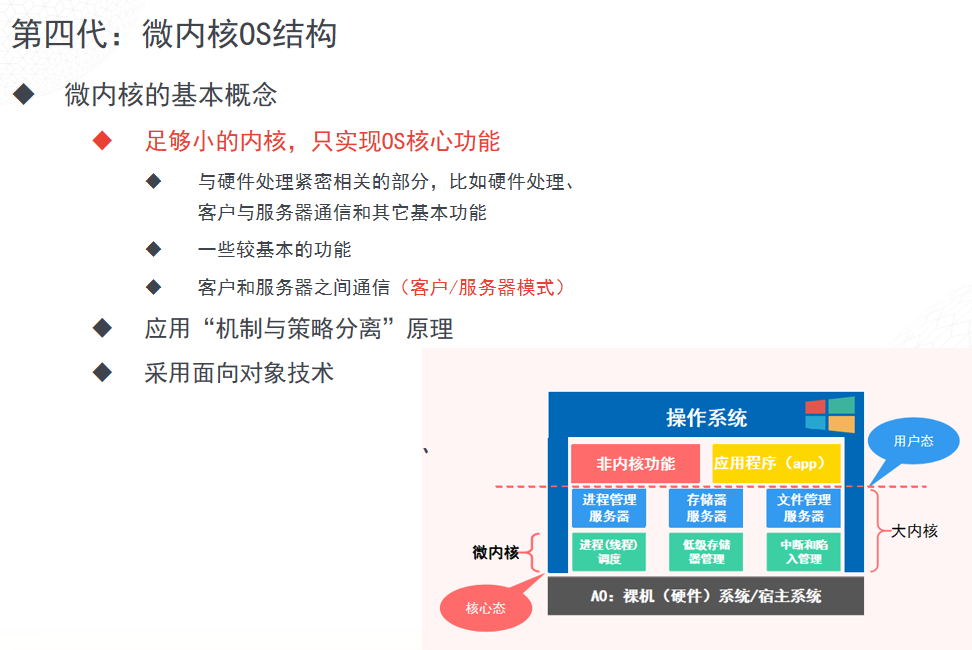 第四代：微内核OS结构
微内核的基本概念
足够小的内核，只实现OS核心功能
与硬件处理紧密相关的部分，比如硬件处理、
客户与服务器通信和其它基本功能
一些较基本的功能
客户和服务器之间通信（客户/服务器模式）
应用“机制与策略分离”原理
采用面向对象技术
、
操作系统
用户态
非内核功能
应用程序（app）
进程管理
服务器
存储器
服务器
文件管理
服务器
大内核
微内核
进程(线程)
调度
低级存储
器管理
中断和陷
入管理
核心态
A0：裸机（硬件）系统/宿主系统